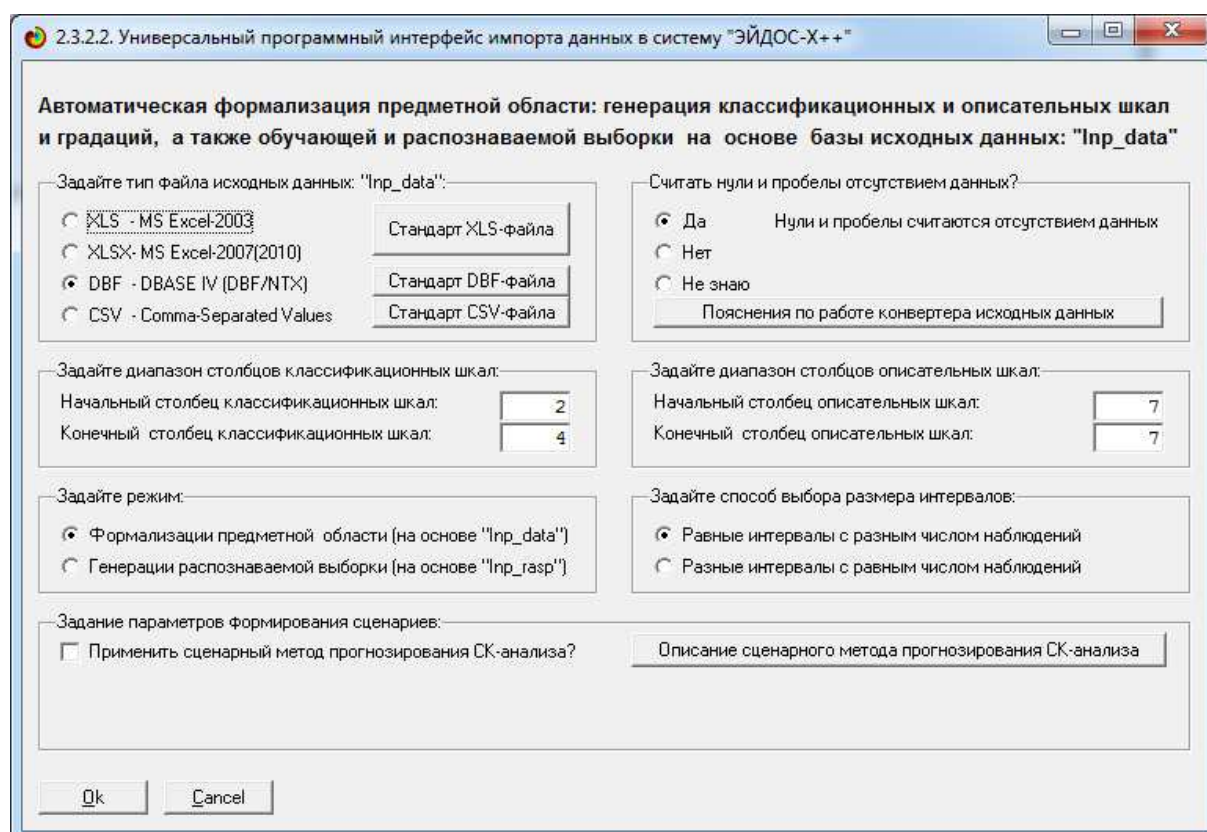 2.3.2.2. Универсальный программный интерфейс импорта данных в систему "ЭЙДОС-X++"
Автоматическая формализация предметной области: генерация классификационных и описательных шкал
и градаций, а также обучающей и распознаваемой выборки на основе базы исходных данных: "Inp_data"
Задайте тип файла исходных данных: "Inp_data":
XLS - MS Excel-2003
XLSX- MS Excel-2007(2010)
DBF - DBASE IV (DBF/NTX)
CSV - Comma-Separated Values
Стандарт XLS-файла
Стандарт DBF-файла
Стандарт CSV-файла
Считать нули и пробелы отсутствием данных?
Да Нули и пробелы считаются отсутствием данных
Нет
Не знаю
Пояснения по работе конвертера исходных данных
Задайте диапазон столбцов классификационных шкал:
Начальный столбец классификационных шкал: 2
Конечный столбец классификационных шкал: 4
Задайте диапазон столбцов описательных шкал:
Начальный столбец описательных шкал: 7
Конечный столбец описательных шкал: 7
Задайте режим:
Формализации предметной области (на основе "Inp_data")
Генерации распознаваемой выборки (на основе "Inp_rasp")
Задайте способ выбора размера интервалов:
Равные интервалы с разным числом наблюдений
Разные интервалы с равным числом наблюдений
Задание параметров формирования сценариев:
Применить сценарный метод прогнозирования СК-анализа?
Описание сценарного метода прогнозирования СК-анализа
Ok
Cancel